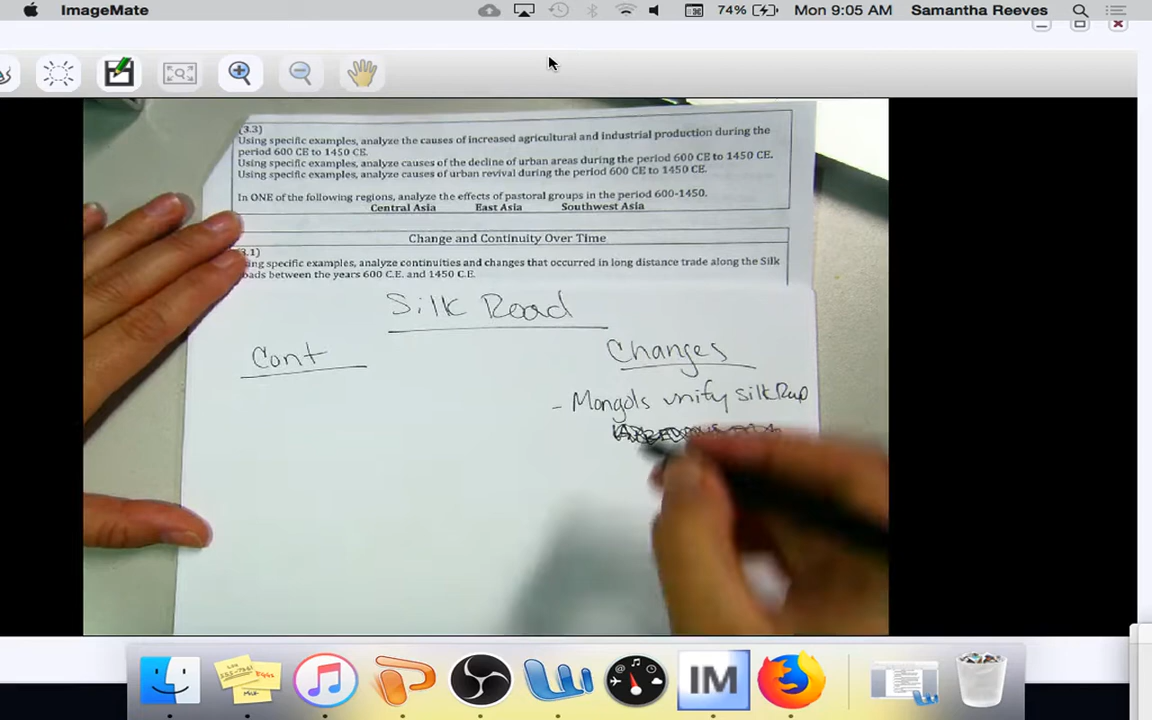 ImageMate 74% Mon 9:05 AM Samantha Reeves
(3.3)
Using specific examples, analyze the causes of increased agricultural and industrial production during the
period 600 CE to 1450 CE.
Using specific examples, analyze causes of the decline of urban areas during the period 600 CE to 1450 CE.
Using specific examples, analyze causes of urban revival during the period 600 CE to 1450 CE.
In ONE of the following regions, analyze the effects of pastoral groups in the period 600-1450.
Central Asia East Asia Southwest Asia
Change and Continuity Over Time
3.1)
ing specific examples, analyze continuities and changes that occurred in long distance trade along the Silk
oads between the years 600 C.E. and 1450 C.E.
Silk Road
Cont
Changes
- Mongols unify Silk
IM